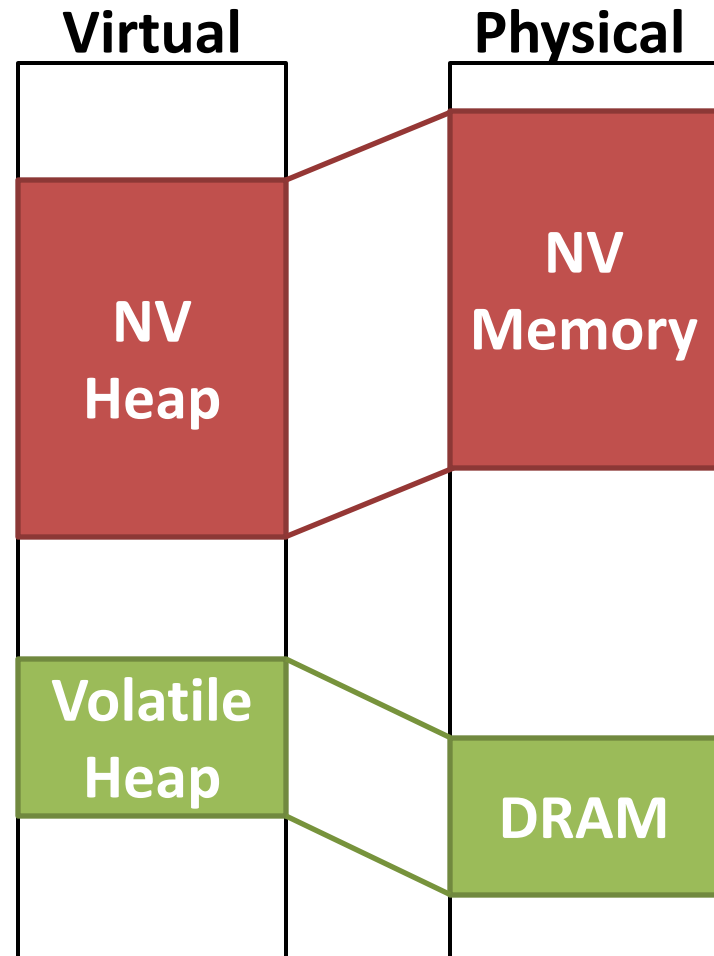 Virtual
Physical
NV
Heap
NV
Memory
Volatile
Heap
DRAM